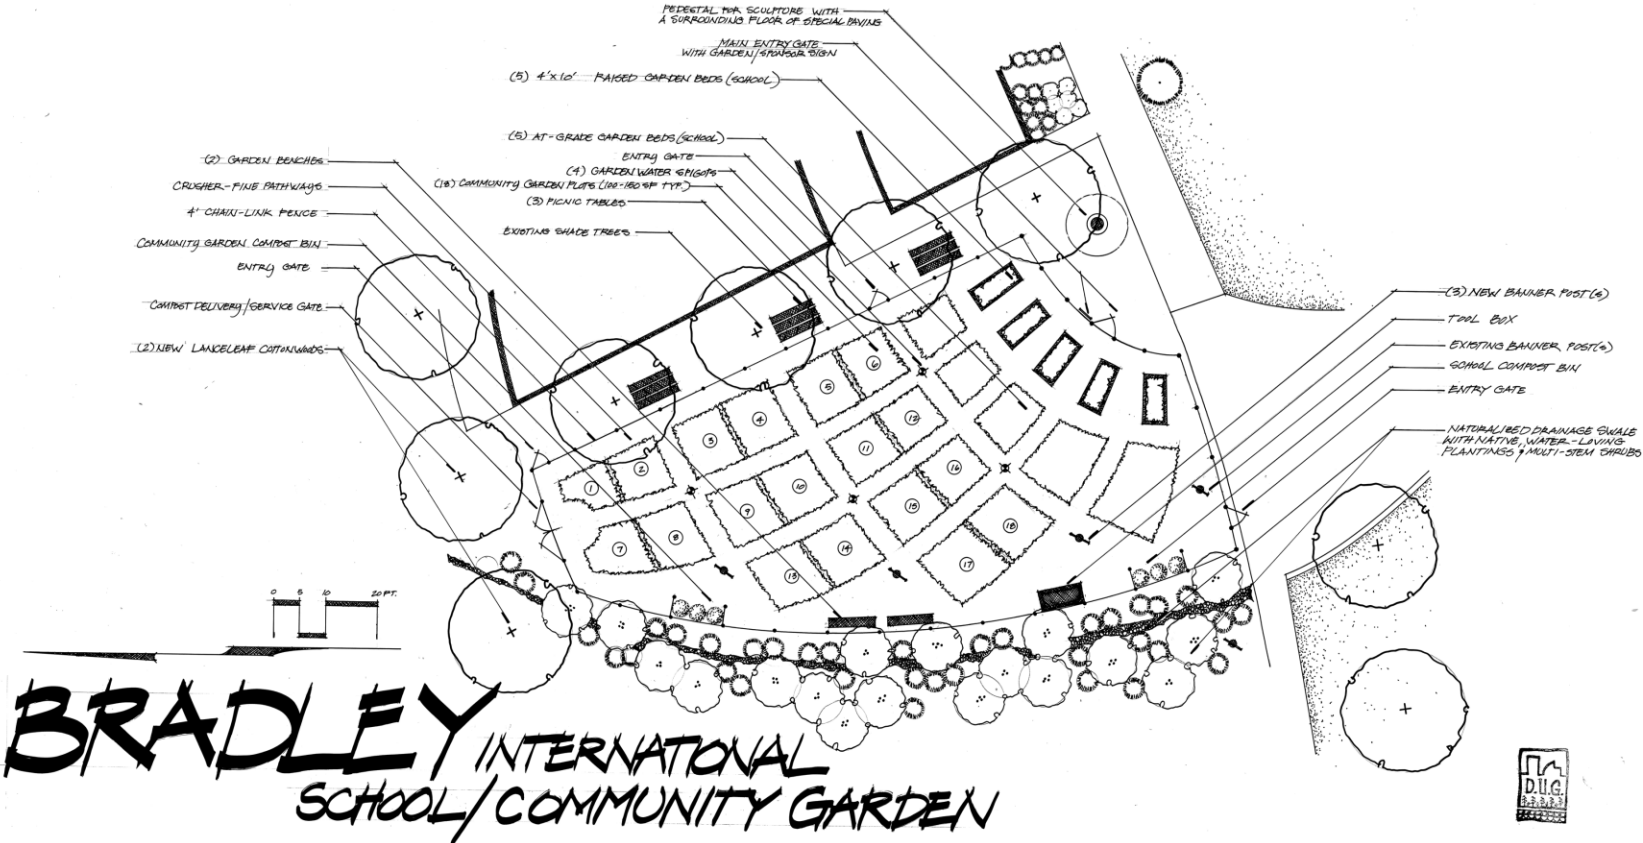 PEDESTAL FOR SCULPTURE WITH
A SURROUNDING FLOOR OF SPECIAL PAVING
MAIN ENTRY GATE
WITH GARDEN/SPONSOR SIGN
(5) 4'X10' RAISED GARDEN BEDS (SCHOOL)
(5) AT-GRADE GARDEN BEDS (SCHOOL)
ENTRY GATE
(4) GARDEN WATER SPIGOTS
(18) COMMUNITY GARDEN PLOTS (100-150 SF TYP.)
(3) PICNIC TABLES
EXISTING SHADE TREES
(2) GARDEN BENCHES
CRUSHER-FINE PATHWAYS
4' CHAIN-LINK FENCE
COMMUNITY GARDEN COMPOST BIN
ENTRY GATE
COMPOST DELIVERY/SERVICE GATE
(2) NEW LANCELEAF COTTONWOODS
(3) NEW BANNER POST(S)
TOOL BOX
EXISTING BANNER POST(S)
SCHOOL COMPOST BIN
ENTRY GATE
NATURALIZED DRAINAGE SWALE
WITH NATIVE, WATER-LOVING
PLANTINGS & MULTI-STEM SHRUBS
1
2
3
4
5
6
7
8
9
10
11
12
13
14
15
16
17
18
0 5 10 20 FT.
BRADLEY INTERNATIONAL
SCHOOL/COMMUNITY GARDEN
D.U.G.